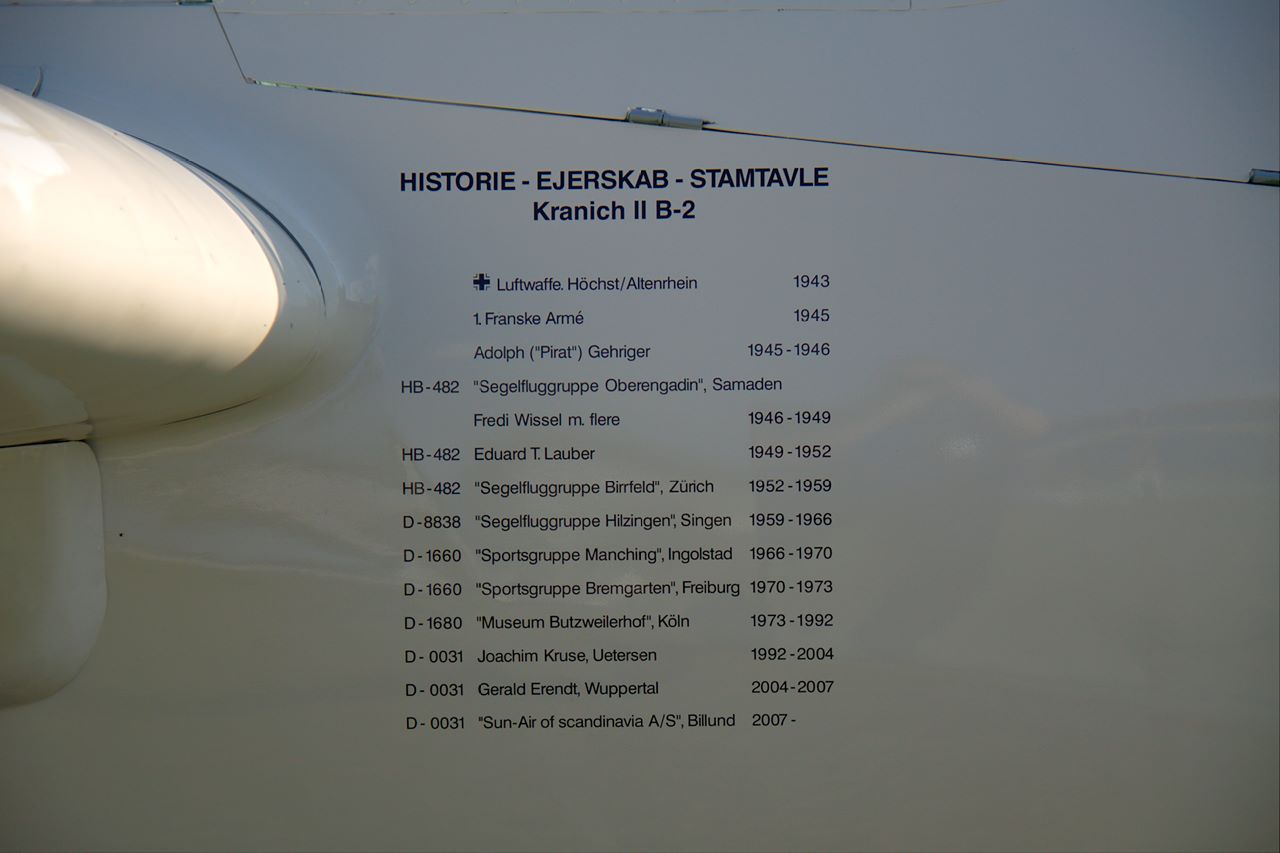 HISTORIE - EJERSKAB - STAMTAVLE
Kranich II B-2
Luftwaffe. Höchst/Altenrhein 1943
1. Franske Armé 1945
Adolph ("Pirat") Gehriger 1945-1946
HB-482 "Segelfluggruppe Oberengadin", Samaden
Fredi Wissel m. flere 1946-1949
HB-482 Eduard T. Lauber 1949-1952
HB-482 "Segelfluggruppe Birrfeld", Zürich 1952-1959
D-8838 "Segelfluggruppe Hilzingen", Singen 1959-1966
D-1660 "Sportsgruppe Manching", Ingolstad 1966-1970
D-1660 "Sportsgruppe Bremgarten", Freiburg 1970-1973
D-1680 "Museum Butzweilerhof", Köln 1973-1992
D-0031 Joachim Kruse, Uetersen 1992-2004
D-0031 Gerald Erendt, Wuppertal 2004-2007
D-0031 "Sun-Air of scandinavia A/S", Billund 2007-